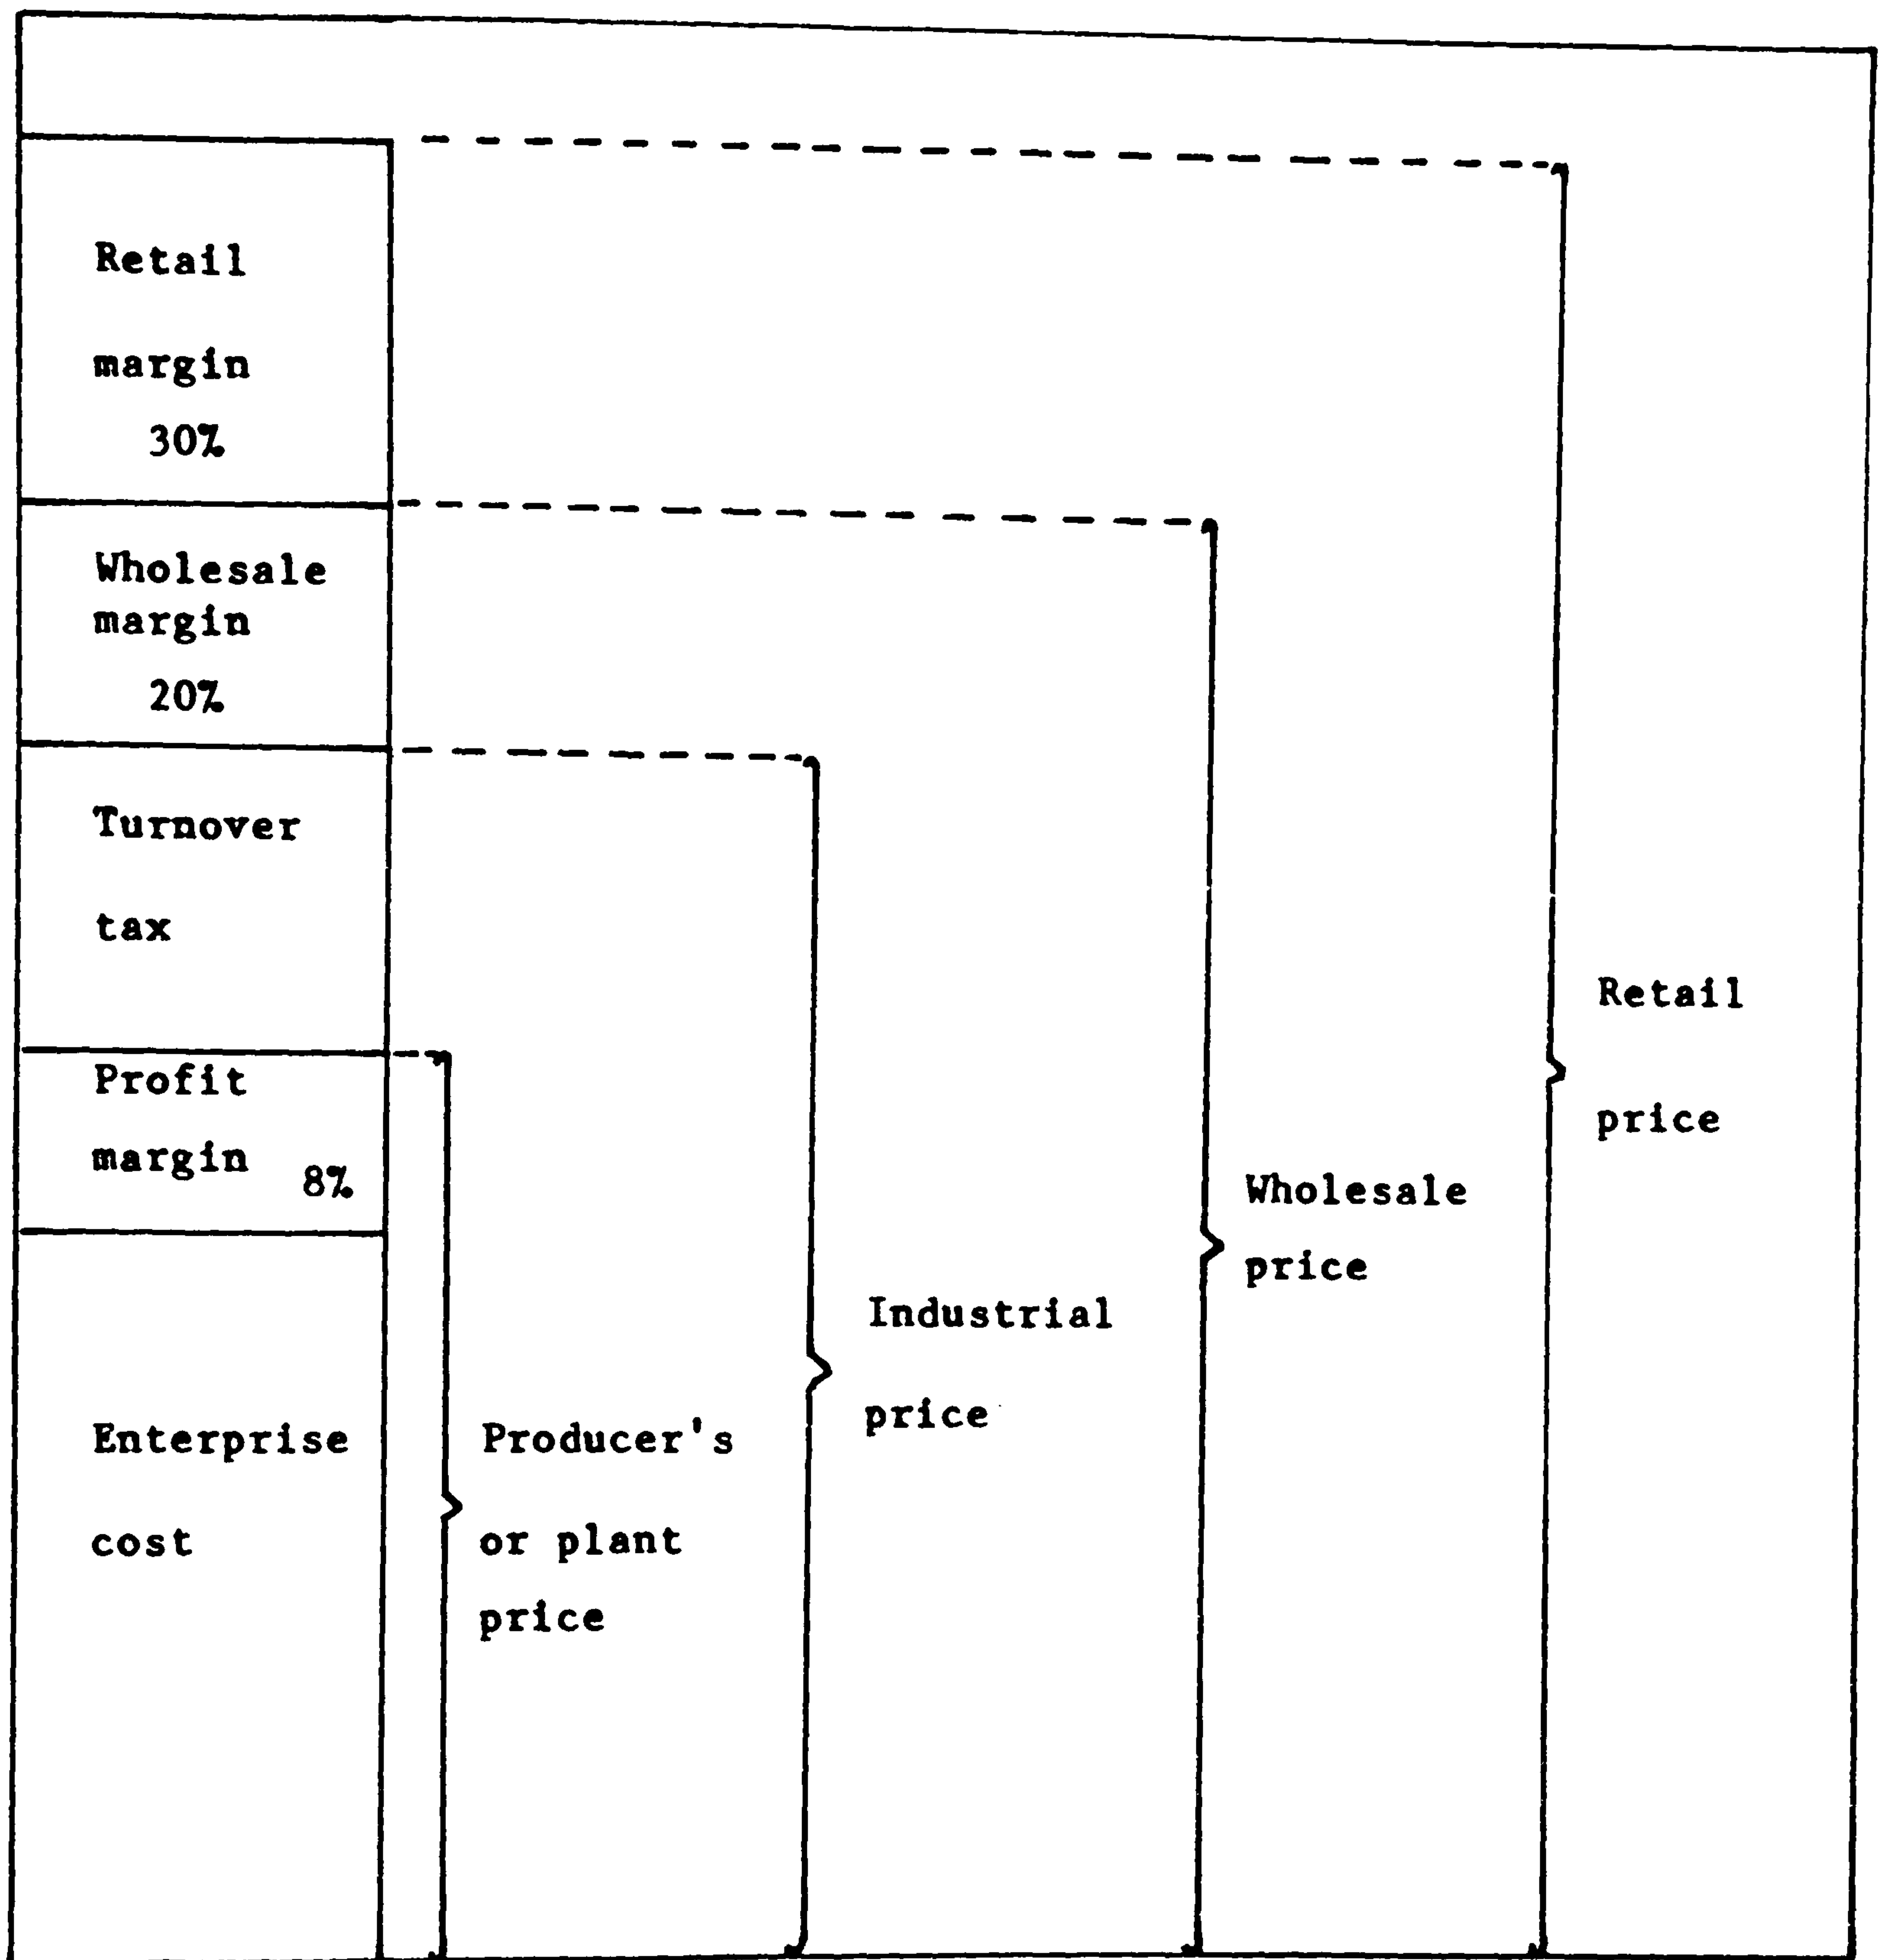 Retail
margin
30%
Wholesale
margin
20%
Turnover
tax
Profit
margin 8%
Enterprise
cost
Producer's
or plant
price
Industrial
price
Wholesale
price
Retail
price